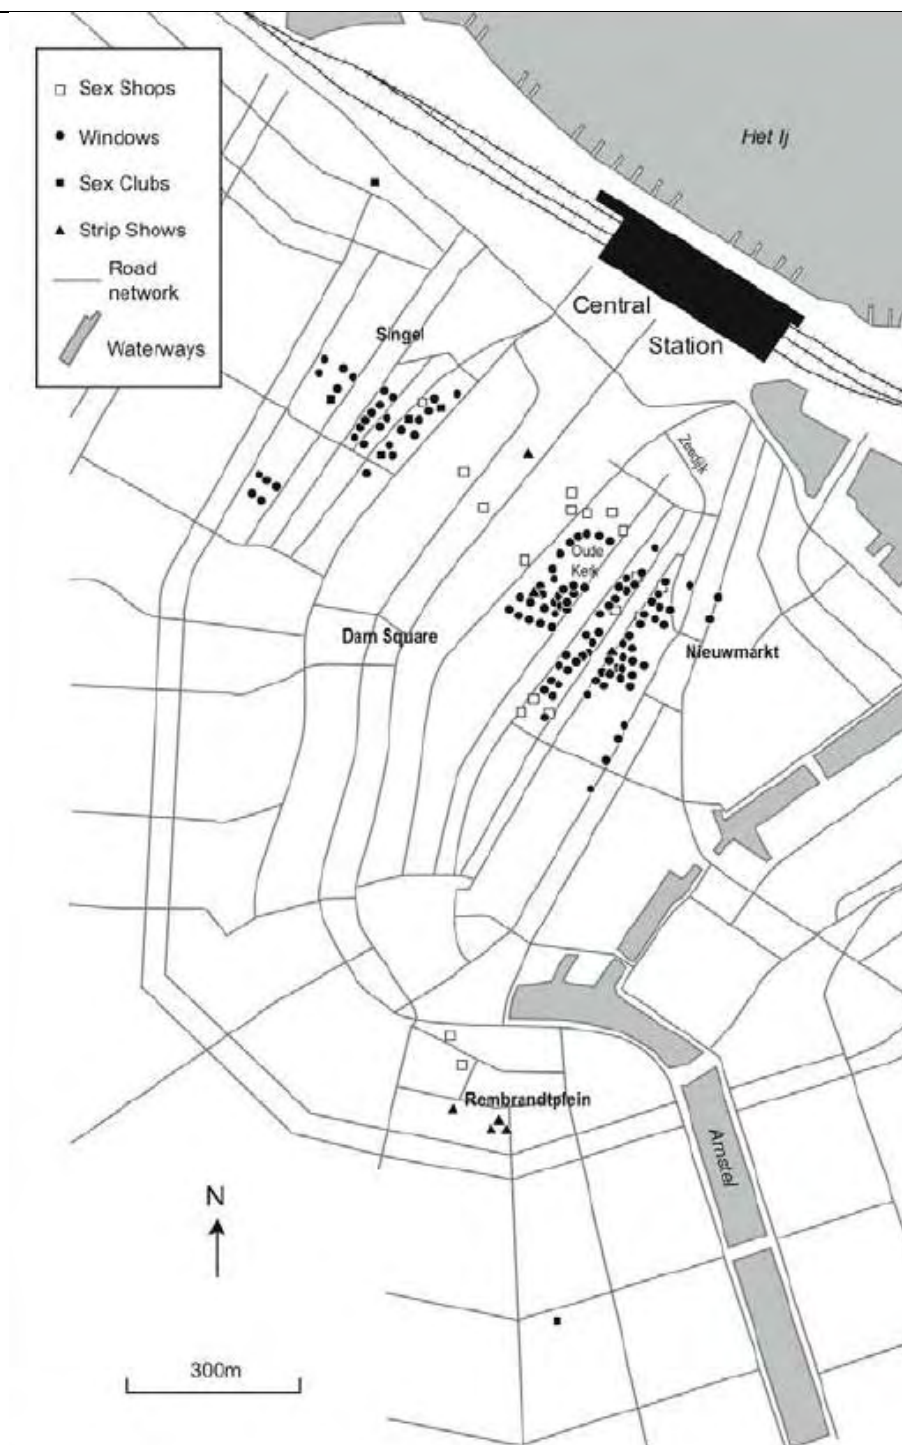 Sex Shops
Windows
Sex Clubs
Strip Shows
Road
network
Waterways
Het Ij
Central
Station
Singel
Zeedijk
Oude
Kerk
Dam Square
Nieuwmarkt
Rembrandtplein
Amstel
N
300m